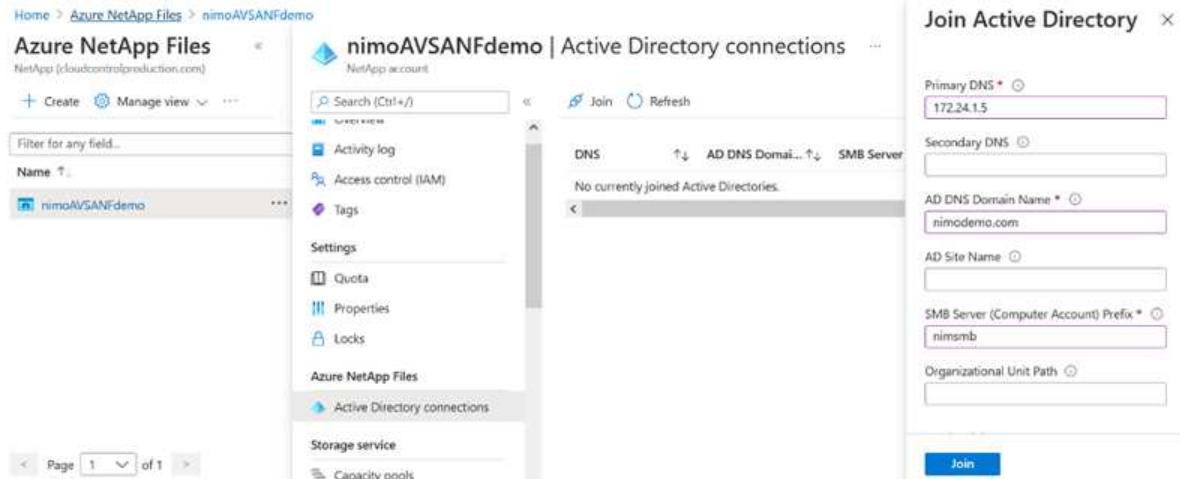 Home > Azure NetApp Files > nimoAVSANFdemo
Azure NetApp Files «
NetApp (cloudcontrolproduction.com)
+ Create Manage view ...
Filter for any field...
Name ↑↓
nimoAVSANFdemo ...
< Page 1 of 1 >
nimoAVSANFdemo | Active Directory connections ...
NetApp account
Search (Ctrl+/) «
Overview
Activity log
Access control (IAM)
Tags
Settings
Quota
Properties
Locks
Azure NetApp Files
Active Directory connections
Storage service
Capacity pools
Join Refresh
DNS ↑↓ AD DNS Domai... ↑↓ SMB Server
No currently joined Active Directories.
Join Active Directory ×
Primary DNS *
172.24.1.5
Secondary DNS
AD DNS Domain Name *
nimodemo.com
AD Site Name
SMB Server (Computer Account) Prefix *
nimsmb
Organizational Unit Path
Join